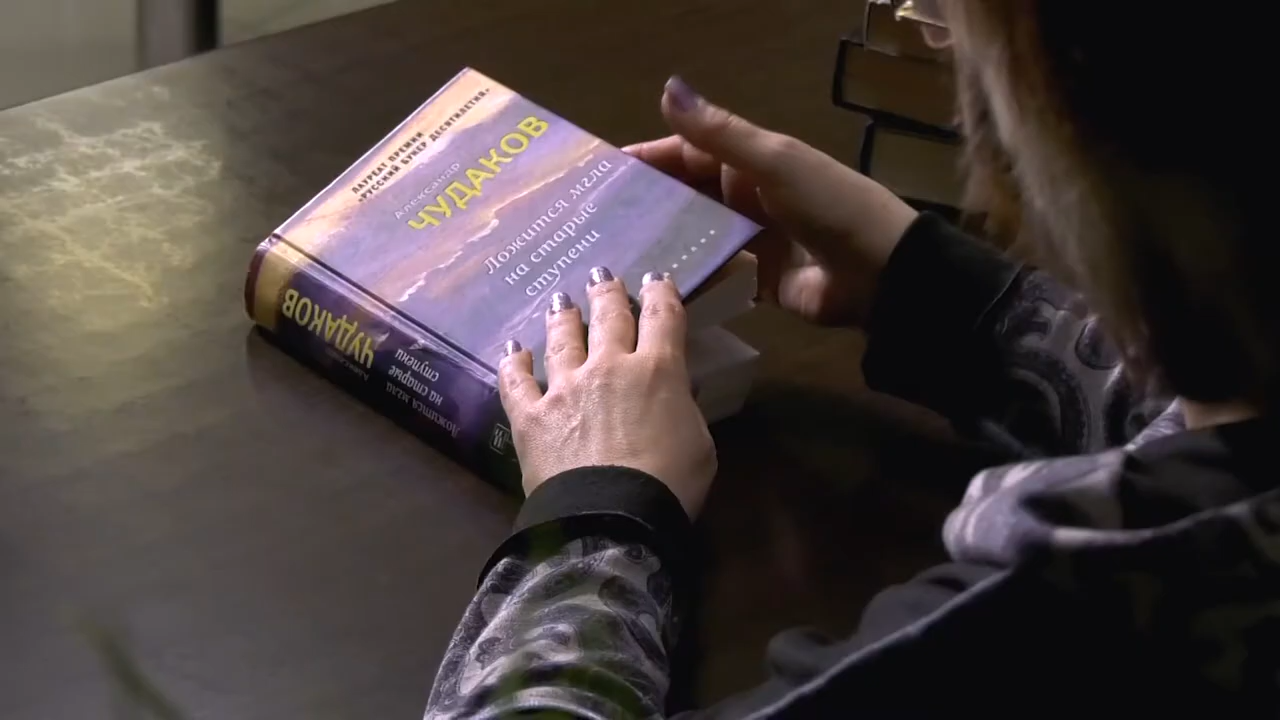 ЛАУРЕАТ ПРЕМИИ
«РУССКИЙ БУКЕР ДЕСЯТИЛЕТИЯ»
Александр
ЧУДАКОВ
Ложится мгла
на старые
ступени
ЧУДАКОВ
Ложится мгла
на старые
ступени